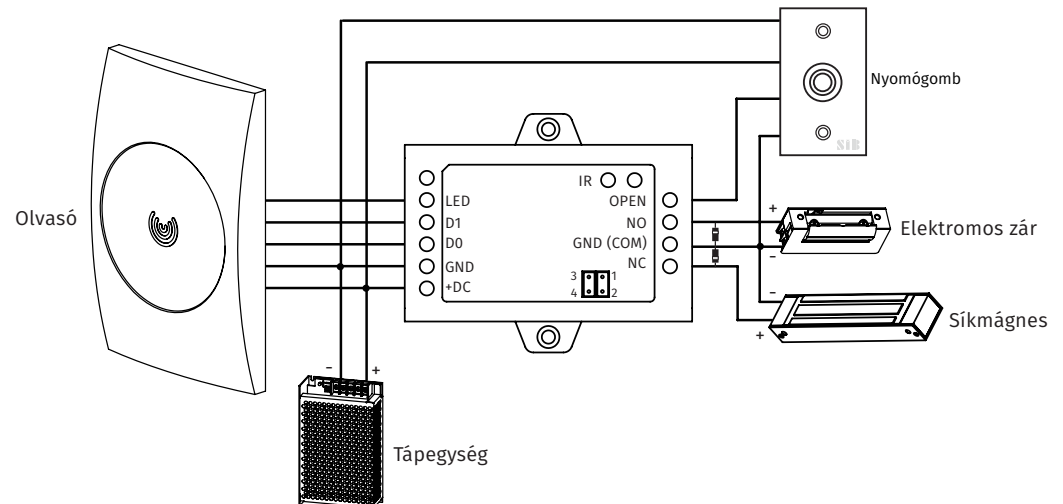 Nyomógomb
SiB
Olvasó
LED
D1
D0
GND
+DC
IR
OPEN
NO
GND (COM)
NC
3 1
4 2
+
Elektromos zár
-
-
Síkmágnes
+
- +
Tápegység